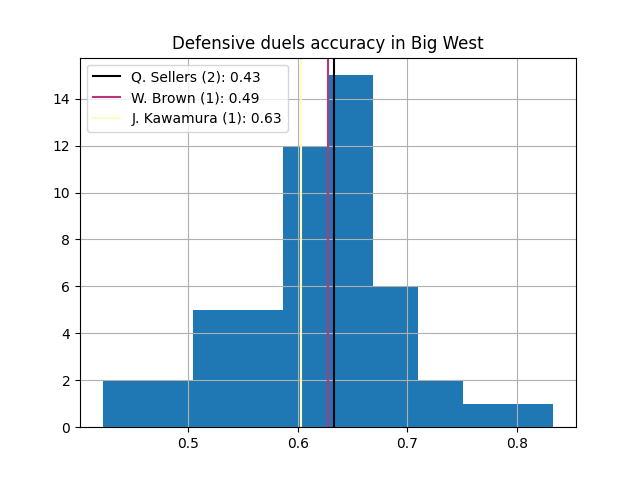 Defensive duels accuracy in Big West
Q. Sellers (2): 0.43
W. Brown (1): 0.49
J. Kawamura (1): 0.63
14
12
10
8
6
4
2
0
0.5 0.6 0.7 0.8